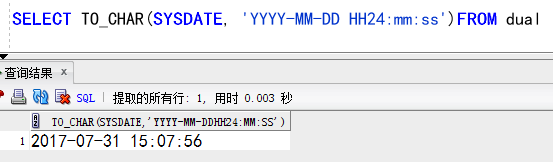 SELECT TO_CHAR(SYSDATE, 'YYYY-MM-DD HH24:mm:ss')FROM dual
查询结果 ×
SQL | 提取的所有行: 1, 用时 0.003 秒
TO_CHAR(SYSDATE,'YYYY-MM-DDHH24:MM:SS')
1 2017-07-31 15:07:56